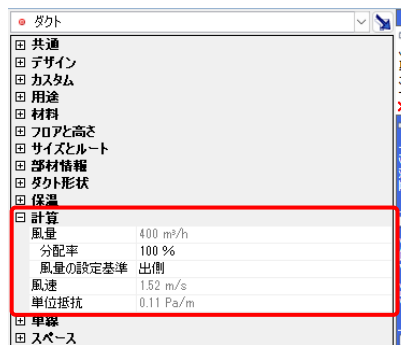 ダクト
共通
デザイン
カスタム
用途
材料
フロアと高さ
サイズとルート
部材情報
ダクト形状
保温
計算
風量 400 m³/h
分配率 100 %
風量の設定基準 出側
風速 1.52 m/s
単位抵抗 0.11 Pa/m
単線
スペース